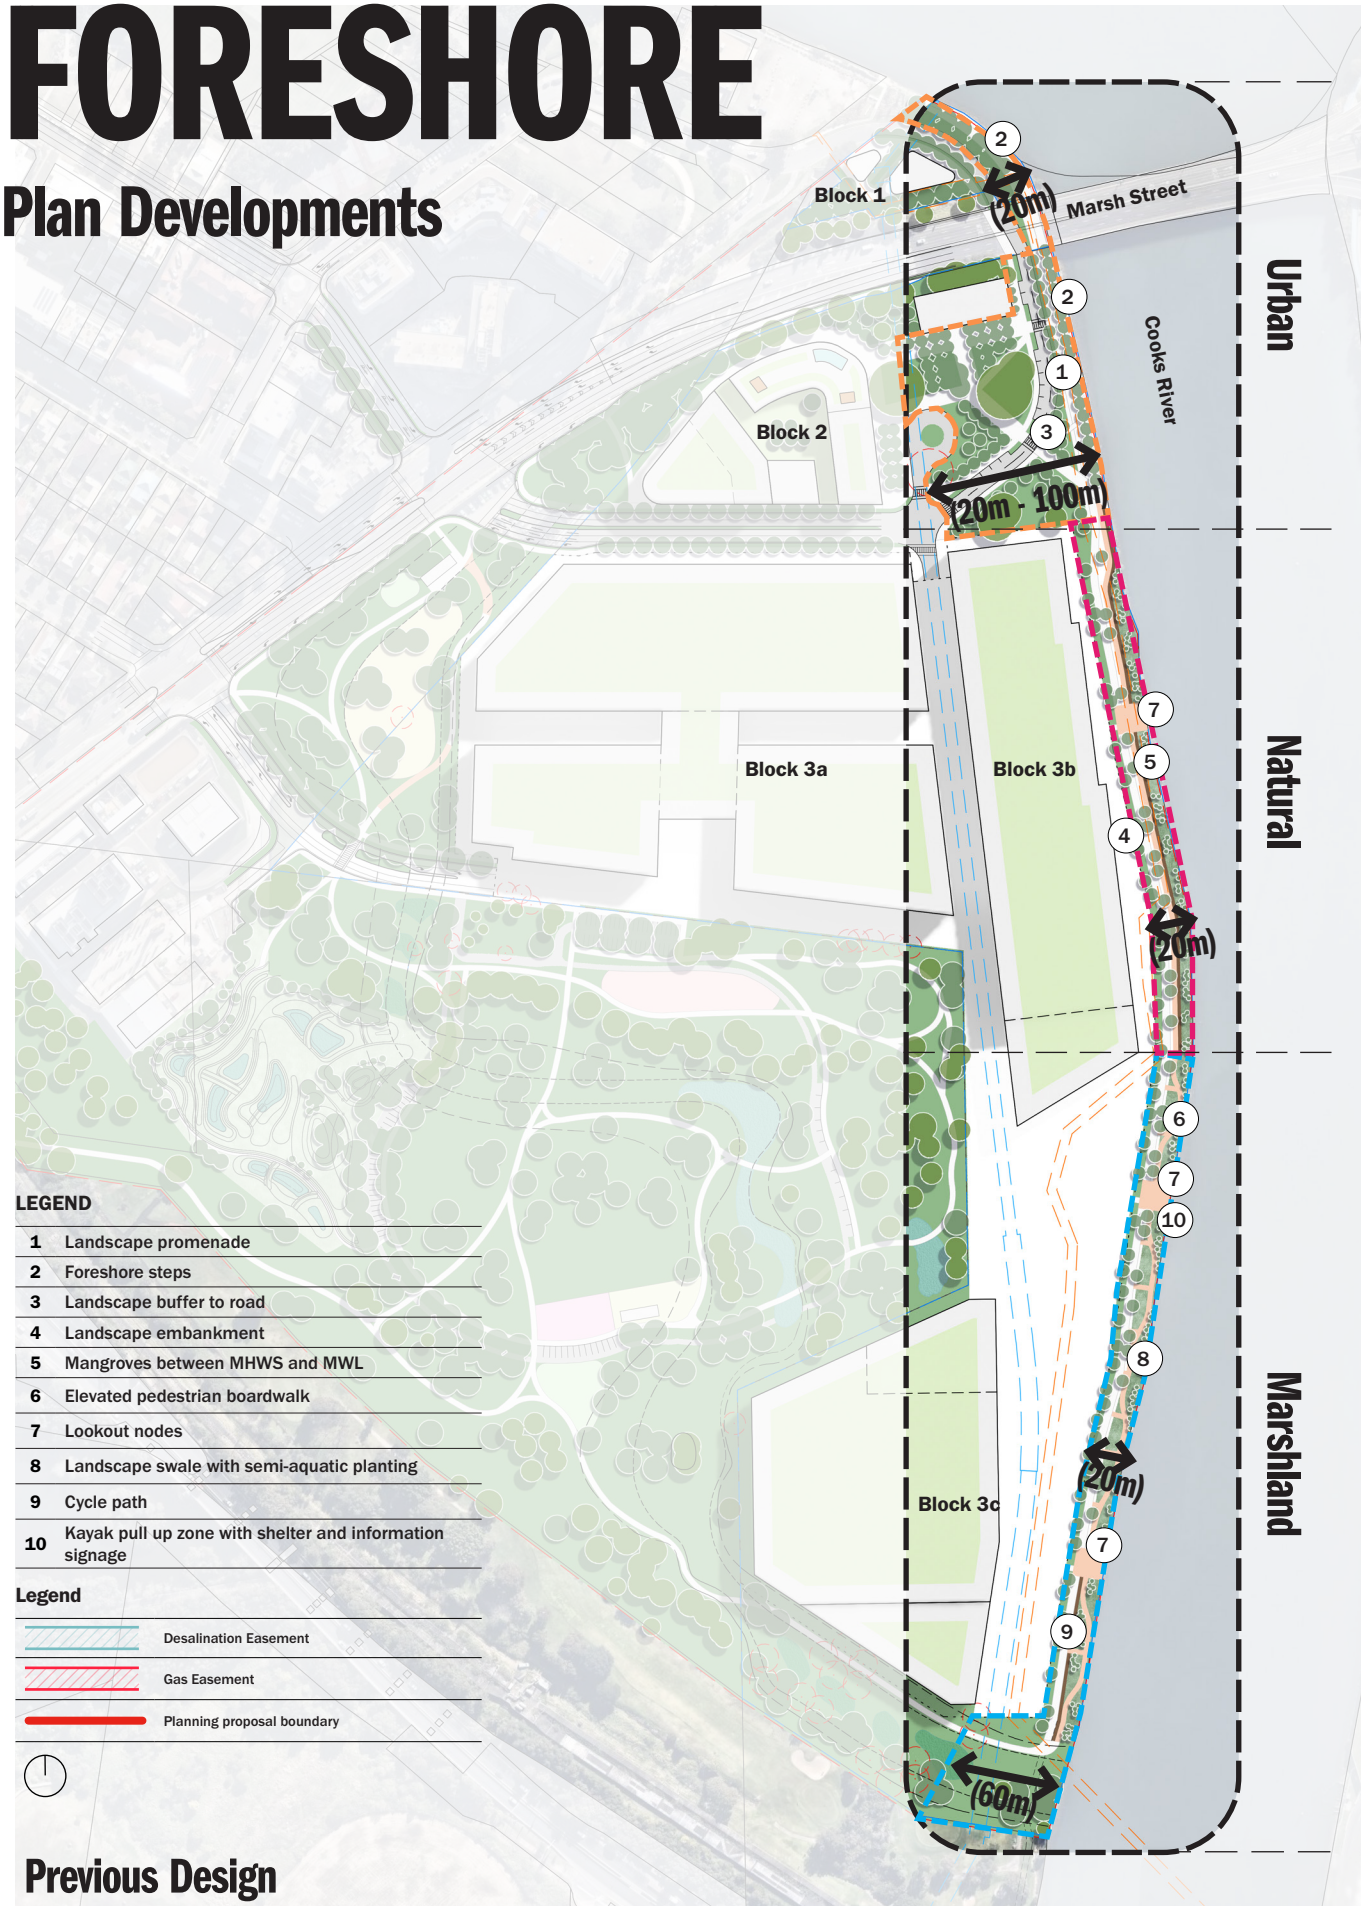 FORESHORE
Plan Developments
2
Block 1
(20m)
Marsh Street
Urban
2
Cooks River
1
Block 2
3
(20m - 100m)
7
Natural
5
Block 3a
Block 3b
4
(20m)
6
7
10
LEGEND
1 Landscape promenade
2 Foreshore steps
3 Landscape buffer to road
4 Landscape embankment
5 Mangroves between MHWS and MWL
6 Elevated pedestrian boardwalk
7 Lookout nodes
8 Landscape swale with semi-aquatic planting
9 Cycle path
10 Kayak pull up zone with shelter and information
signage
8
Marshland
(20m)
Block 3c
7
9
(60m)
Legend
Desalination Easement
Gas Easement
Planning proposal boundary
Previous Design